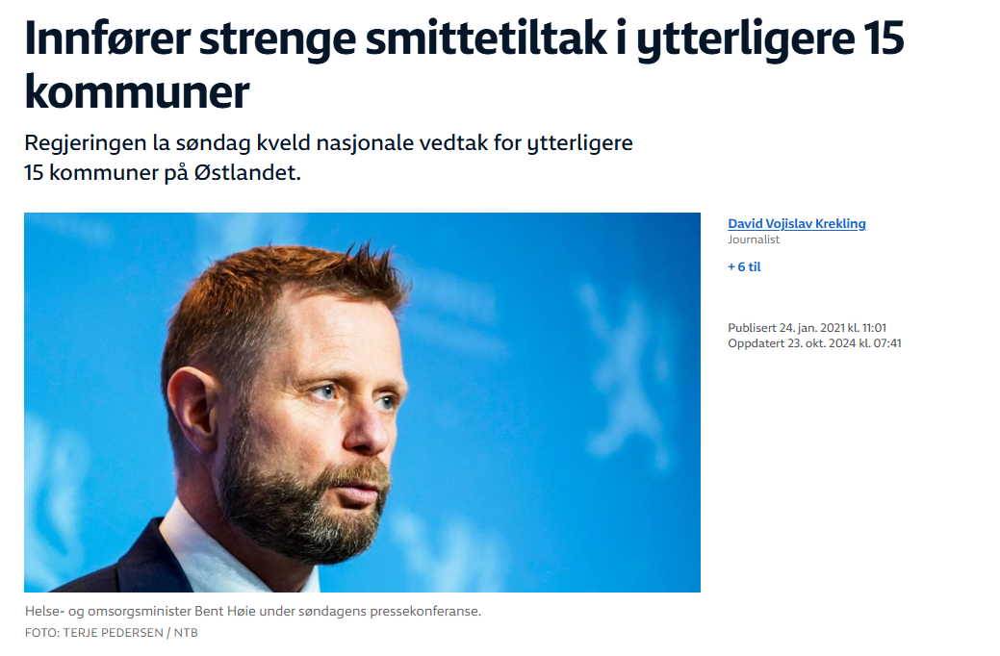 Innfører strenge smittetiltak i ytterligere 15
kommuner
Regjeringen la søndag kveld nasjonale vedtak for ytterligere
15 kommuner på Østlandet.
David Vojislav Krekling
Journalist
+ 6 til
Publisert 24. jan. 2021 kl. 11:01
Oppdatert 23. okt. 2024 kl. 07:41
Helse- og omsorgsminister Bent Høie under søndagens pressekonferanse.
FOTO: TERJE PEDERSEN / NTB